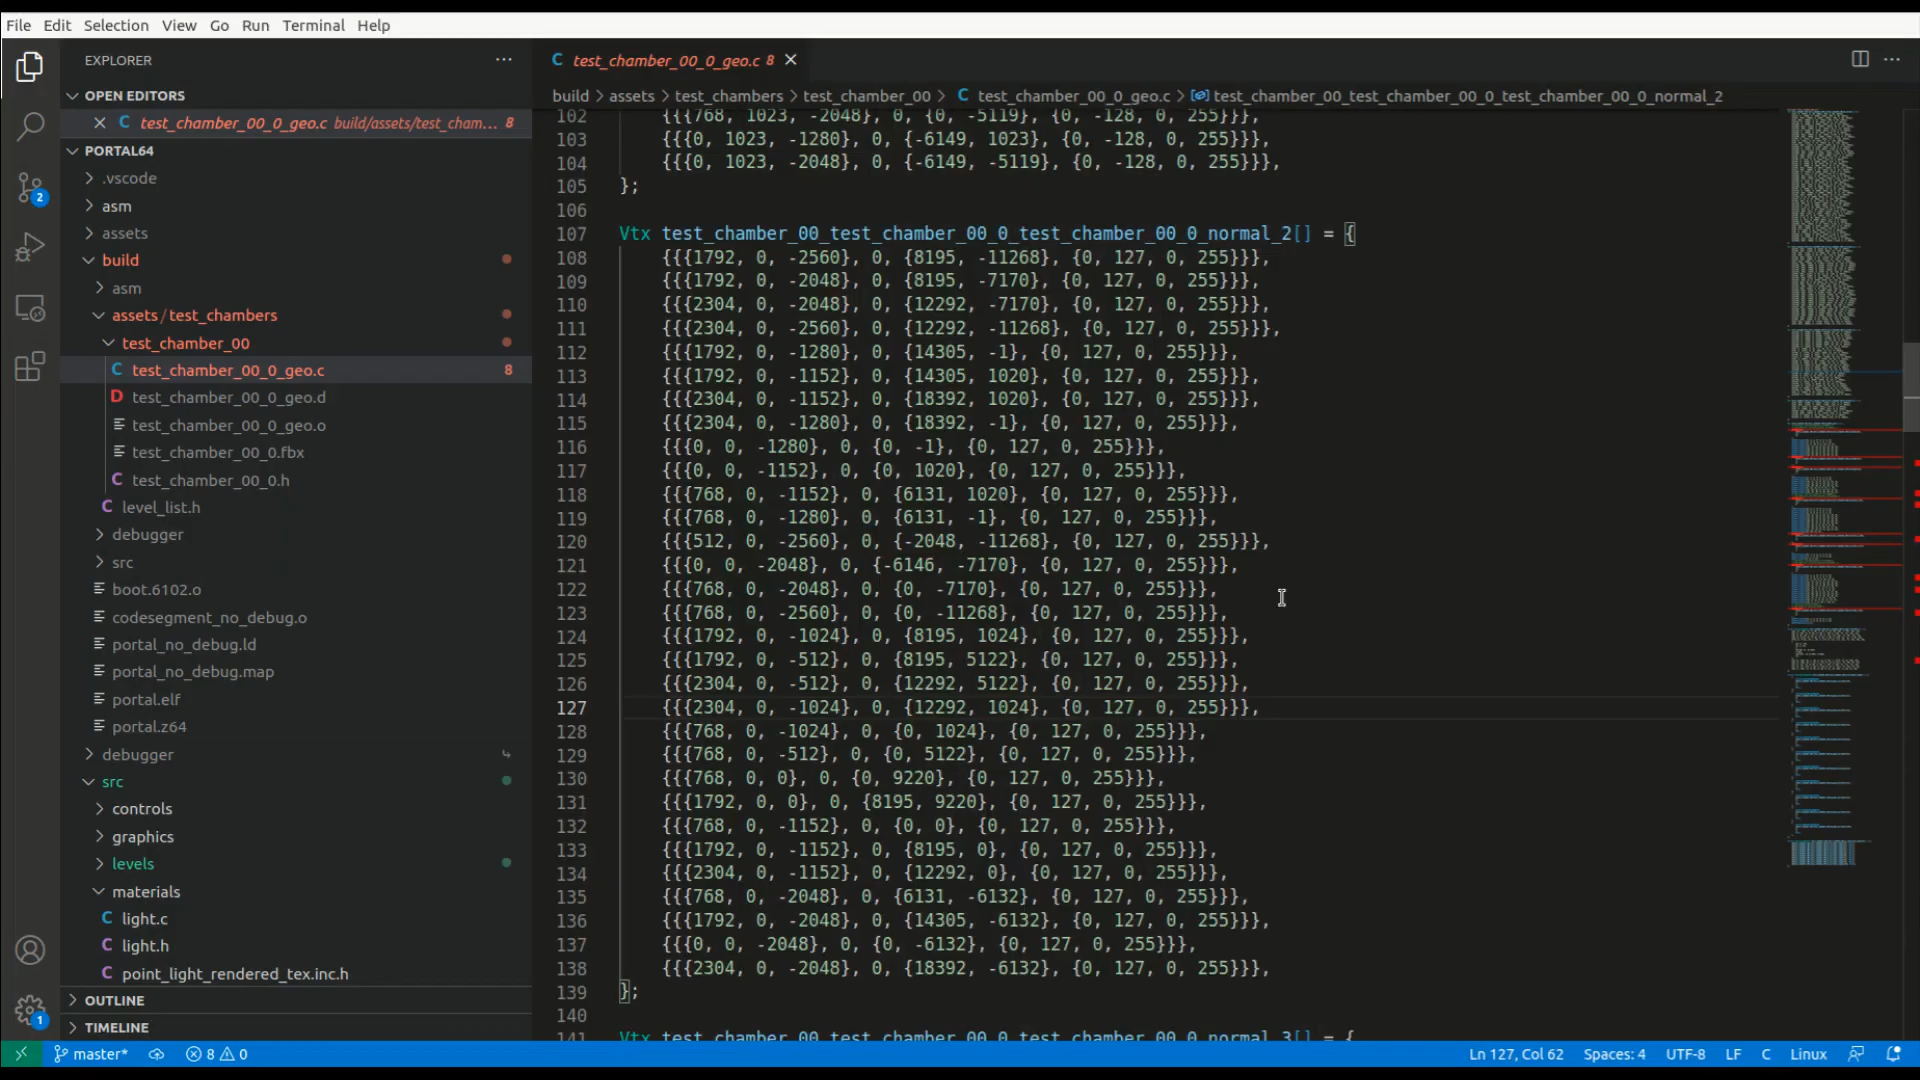 File Edit Selection View Go Run Terminal Help
EXPLORER
OPEN EDITORS
test_chamber_00_0_geo.c build/assets/test_cham... 8
PORTAL64
.vscode
asm
assets
build
asm
assets/test_chambers
test_chamber_00
test_chamber_00_0_geo.c 8
test_chamber_00_0_geo.d
test_chamber_00_0_geo.o
test_chamber_00_0.fbx
test_chamber_00_0.h
level_list.h
debugger
src
boot.6102.o
codesegment_no_debug.o
portal_no_debug.ld
portal_no_debug.map
portal.elf
portal.z64
debugger
src
controls
graphics
levels
materials
light.c
light.h
point_light_rendered_tex.inc.h
OUTLINE
TIMELINE
2
1
test_chamber_00_0_geo.c 8
build > assets > test_chambers > test_chamber_00 > C test_chamber_00_0_geo.c > test_chamber_00_test_chamber_00_0_test_chamber_00_0_normal_2
102 {{{768, 1023, -2048}, 0, {0, -5119}, {0, -128, 0, 255}}},
103 {{{0, 1023, -1280}, 0, {-6149, 1023}, {0, -128, 0, 255}}},
104 {{{0, 1023, -2048}, 0, {-6149, -5119}, {0, -128, 0, 255}}},
105 };
106
107 Vtx test_chamber_00_test_chamber_00_0_test_chamber_00_0_normal_2[] = {
108 {{{1792, 0, -2560}, 0, {8195, -11268}, {0, 127, 0, 255}}},
109 {{{1792, 0, -2048}, 0, {8195, -7170}, {0, 127, 0, 255}}},
110 {{{2304, 0, -2048}, 0, {12292, -7170}, {0, 127, 0, 255}}},
111 {{{2304, 0, -2560}, 0, {12292, -11268}, {0, 127, 0, 255}}},
112 {{{1792, 0, -1280}, 0, {14305, -1}, {0, 127, 0, 255}}},
113 {{{1792, 0, -1152}, 0, {14305, 1020}, {0, 127, 0, 255}}},
114 {{{2304, 0, -1152}, 0, {18392, 1020}, {0, 127, 0, 255}}},
115 {{{2304, 0, -1280}, 0, {18392, -1}, {0, 127, 0, 255}}},
116 {{{0, 0, -1280}, 0, {0, -1}, {0, 127, 0, 255}}},
117 {{{0, 0, -1152}, 0, {0, 1020}, {0, 127, 0, 255}}},
118 {{{768, 0, -1152}, 0, {6131, 1020}, {0, 127, 0, 255}}},
119 {{{768, 0, -1280}, 0, {6131, -1}, {0, 127, 0, 255}}},
120 {{{512, 0, -2560}, 0, {-2048, -11268}, {0, 127, 0, 255}}},
121 {{{0, 0, -2048}, 0, {-6146, -7170}, {0, 127, 0, 255}}},
122 {{{768, 0, -2048}, 0, {0, -7170}, {0, 127, 0, 255}}},
123 {{{768, 0, -2560}, 0, {0, -11268}, {0, 127, 0, 255}}},
124 {{{1792, 0, -1024}, 0, {8195, 1024}, {0, 127, 0, 255}}},
125 {{{1792, 0, -512}, 0, {8195, 5122}, {0, 127, 0, 255}}},
126 {{{2304, 0, -512}, 0, {12292, 5122}, {0, 127, 0, 255}}},
127 {{{2304, 0, -1024}, 0, {12292, 1024}, {0, 127, 0, 255}}},
128 {{{768, 0, -1024}, 0, {0, 1024}, {0, 127, 0, 255}}},
129 {{{768, 0, -512}, 0, {0, 5122}, {0, 127, 0, 255}}},
130 {{{768, 0, 0}, 0, {0, 9220}, {0, 127, 0, 255}}},
131 {{{1792, 0, 0}, 0, {8195, 9220}, {0, 127, 0, 255}}},
132 {{{768, 0, -1152}, 0, {0, 0}, {0, 127, 0, 255}}},
133 {{{1792, 0, -1152}, 0, {8195, 0}, {0, 127, 0, 255}}},
134 {{{2304, 0, -1152}, 0, {12292, 0}, {0, 127, 0, 255}}},
135 {{{768, 0, -2048}, 0, {6131, -6132}, {0, 127, 0, 255}}},
136 {{{1792, 0, -2048}, 0, {14305, -6132}, {0, 127, 0, 255}}},
137 {{{0, 0, -2048}, 0, {0, -6132}, {0, 127, 0, 255}}},
138 {{{2304, 0, -2048}, 0, {18392, -6132}, {0, 127, 0, 255}}},
139 };
140
141 Vtx test_chamber_00_test_chamber_00_0_test_chamber_00_0_normal_3[] = {
master* 8 0 Ln 127, Col 62 Spaces: 4 UTF-8 LF C Linux